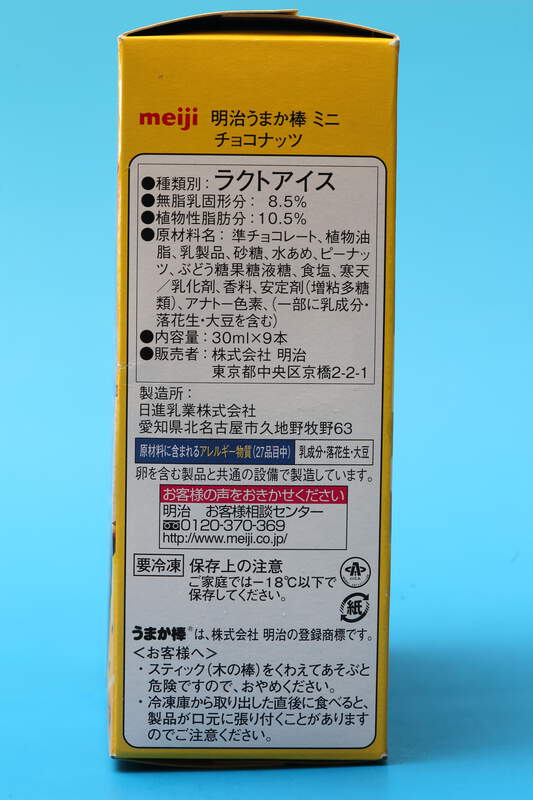 meiji 明治うまか棒 ミニ
チョコナッツ
●種類別：ラクトアイス
●無脂乳固形分： 8.5%
●植物性脂肪分：10.5%
●原材料名：準チョコレート、植物油
脂、乳製品、砂糖、水あめ、ピーナッ
ツ、ぶどう糖果糖液糖、食塩、寒天
／乳化剤、香料、安定剤（増粘多糖
類）、アナトー色素、（一部に乳成分・
落花生・大豆を含む）
●内容量：30ml×9本
●販売者：株式会社 明治
東京都中央区京橋2-2-1
製造所：
日進乳業株式会社
愛知県北名古屋市久地野牧野63
原材料に含まれるアレルギー物質（27品目中） 乳成分・落花生・大豆
卵を含む製品と共通の設備で製造しています。
お客様の声をおきかせください
明治 お客様相談センター
0120-370-369
http://www.meiji.co.jp/
要冷凍 保存上の注意
ご家庭では－18℃以下で
保存してください。
紙
うまか棒®は、株式会社 明治の登録商標です。
＜お客様へ＞
・スティック（木の棒）をくわえてあそぶと
危険ですので、おやめください。
・冷凍庫から取り出した直後に食べると、
製品が口元に張り付くことがあります
のでご注意ください。